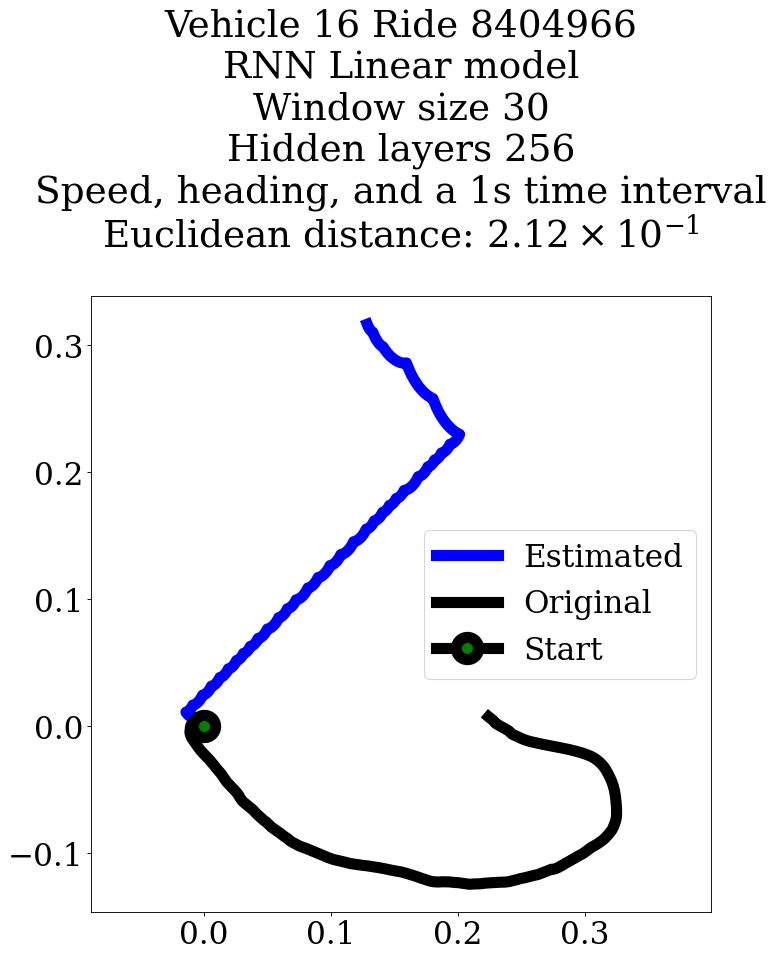 Vehicle 16 Ride 8404966
RNN Linear model
Window size 30
Hidden layers 256
Speed, heading, and a 1s time interval
Euclidean distance: 2.12 × 10⁻¹
0.3
0.2
0.1
0.0
−0.1
Estimated
Original
Start
0.0 0.1 0.2 0.3